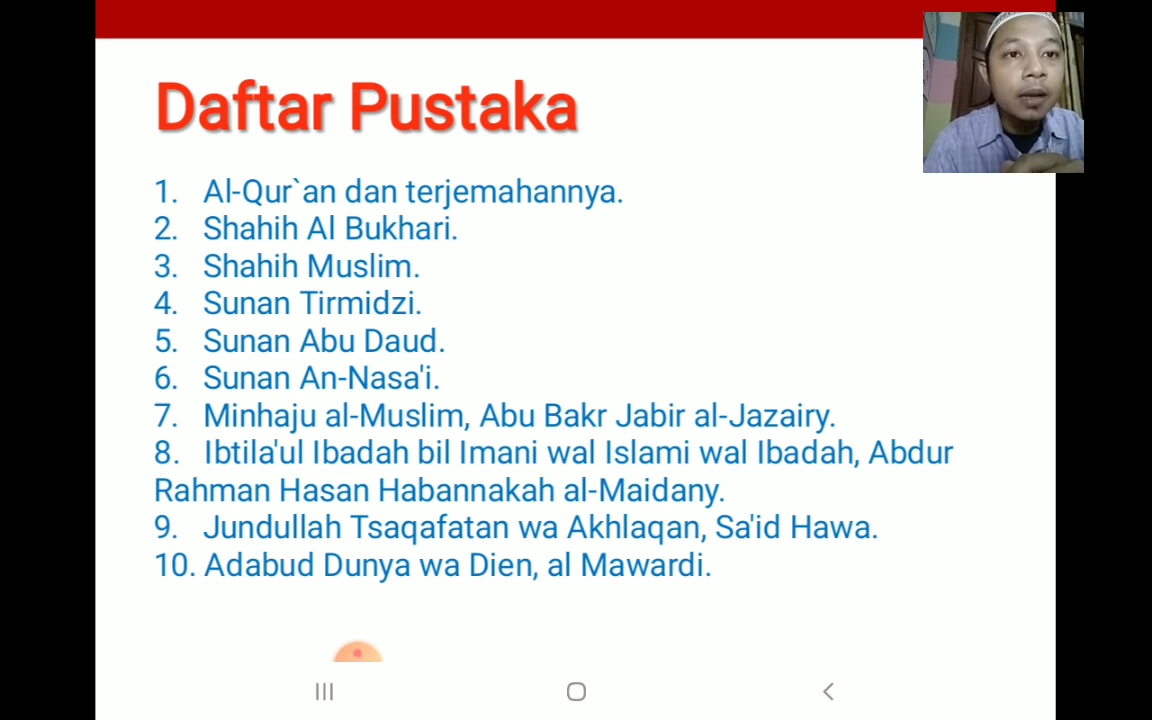 Daftar Pustaka
1. Al-Qur`an dan terjemahannya.
2. Shahih Al Bukhari.
3. Shahih Muslim.
4. Sunan Tirmidzi.
5. Sunan Abu Daud.
6. Sunan An-Nasa'i.
7. Minhaju al-Muslim, Abu Bakr Jabir al-Jazairy.
8. Ibtila'ul Ibadah bil Imani wal Islami wal Ibadah, Abdur
Rahman Hasan Habannakah al-Maidany.
9. Jundullah Tsaqafatan wa Akhlaqan, Sa'id Hawa.
10. Adabud Dunya wa Dien, al Mawardi.